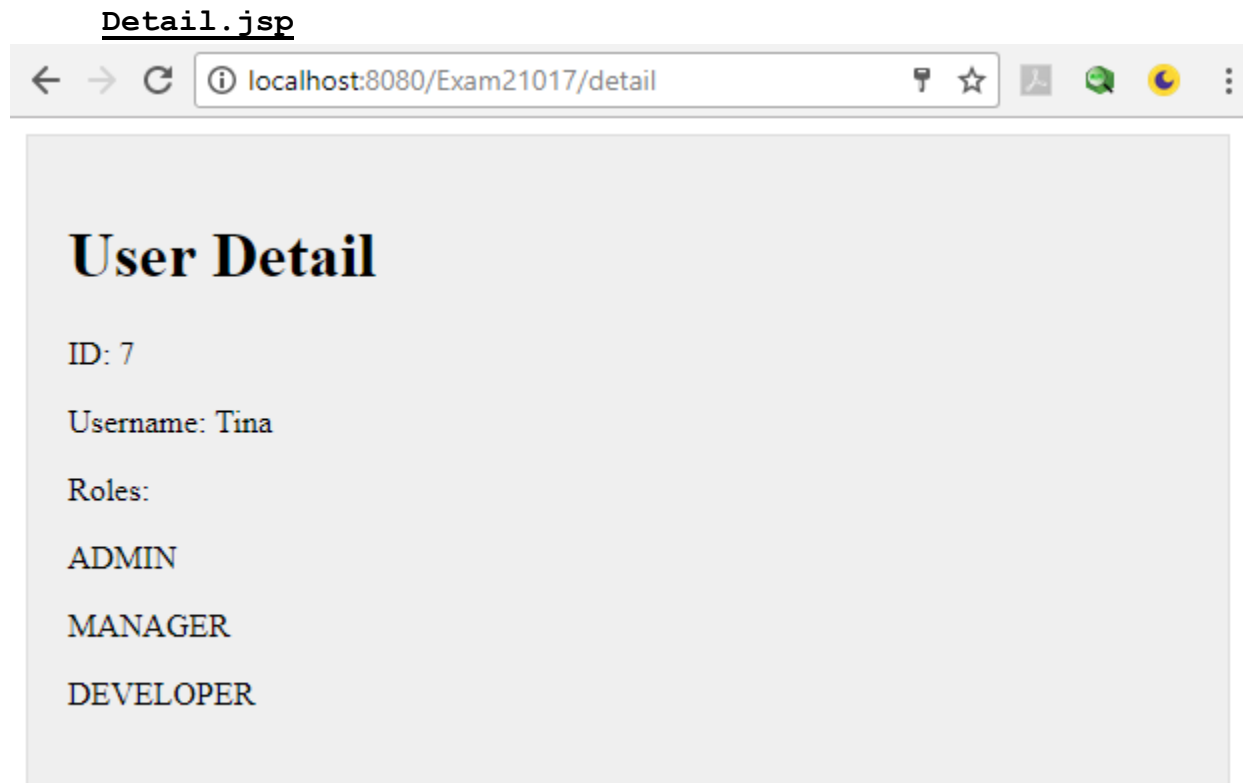 Detail.jsp
localhost:8080/Exam21017/detail
User Detail
ID: 7
Username: Tina
Roles:
ADMIN
MANAGER
DEVELOPER